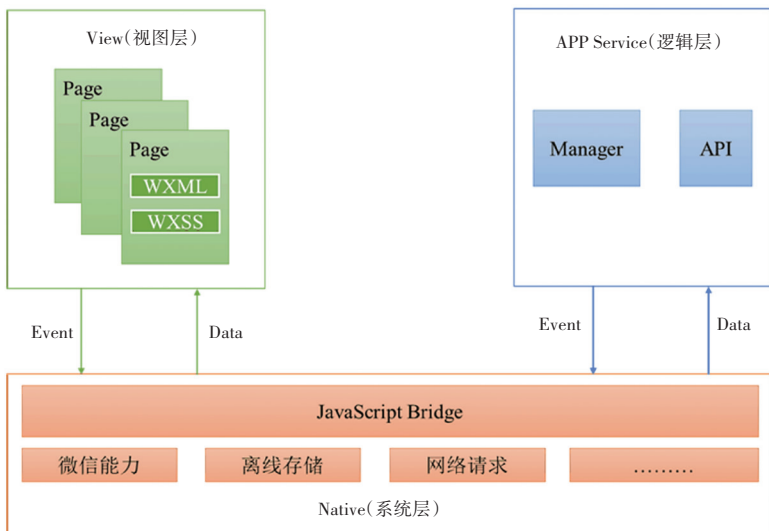 View(视图层)
Page
Page
Page
WXML
WXSS
APP Service(逻辑层)
Manager
API
Event
Data
Event
Data
JavaScript Bridge
微信能力
离线存储
网络请求
………
Native(系统层)